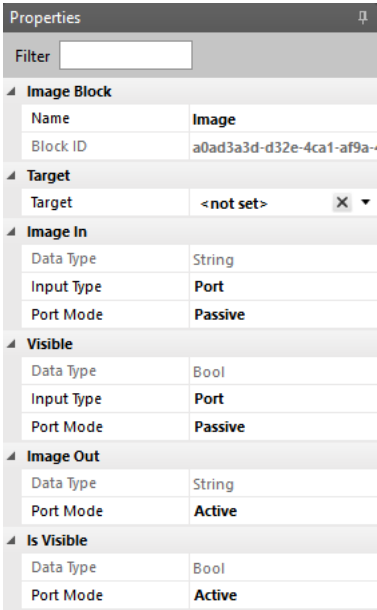 Properties
Filter
Image Block
Name Image
Block ID a0ad3a3d-d32e-4ca1-af9a-
Target
Target <not set>
Image In
Data Type String
Input Type Port
Port Mode Passive
Visible
Data Type Bool
Input Type Port
Port Mode Passive
Image Out
Data Type String
Port Mode Active
Is Visible
Data Type Bool
Port Mode Active